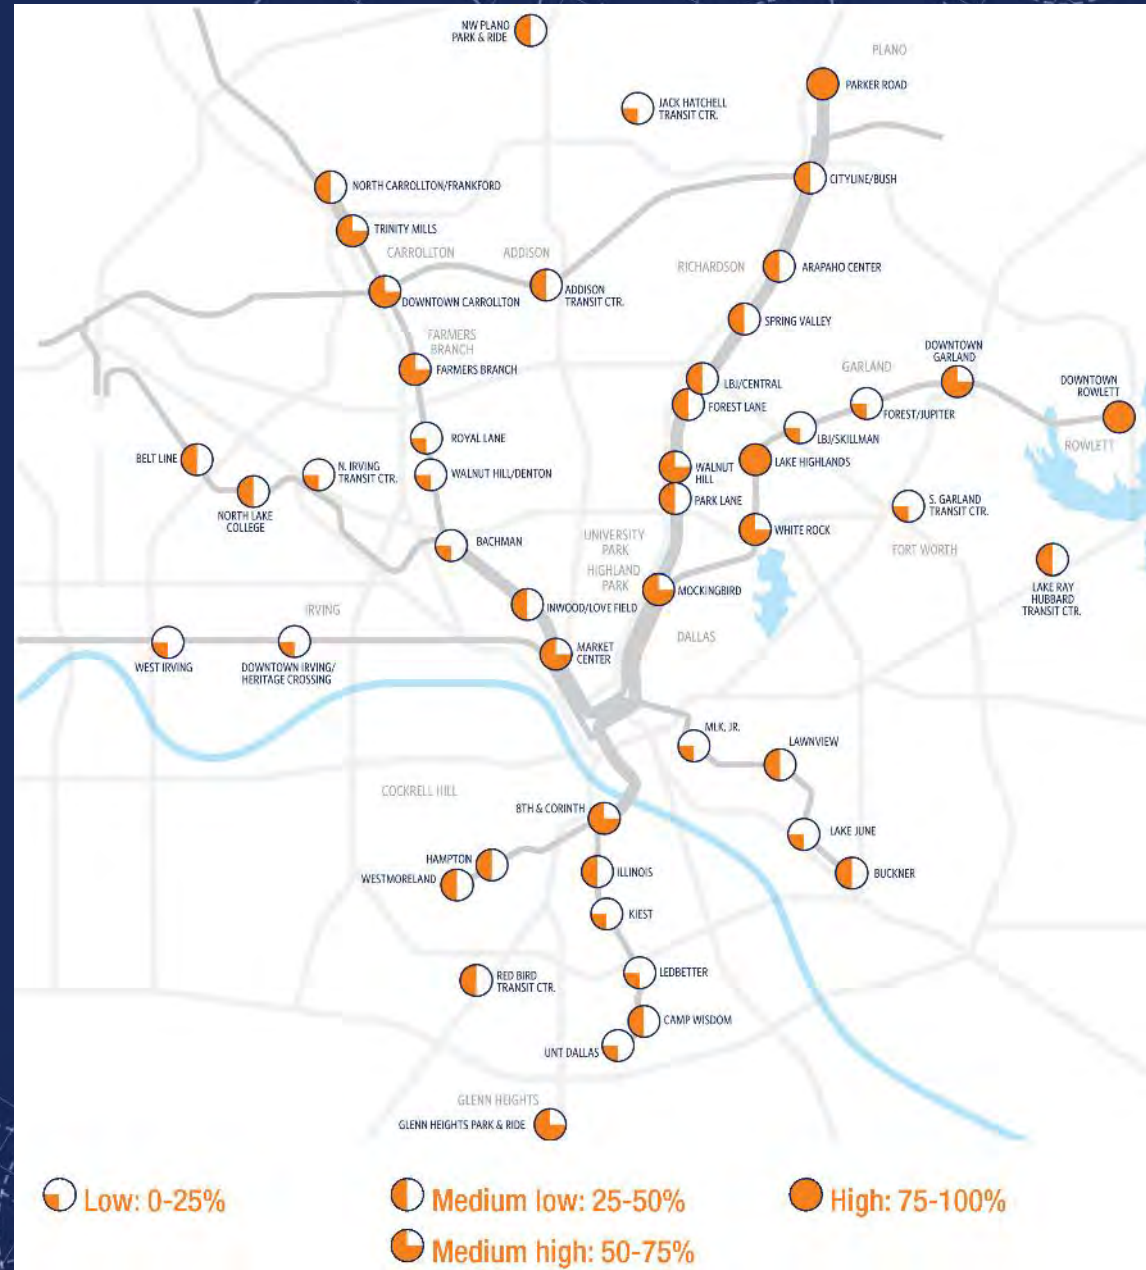 NW PLANO
PARK & RIDE
PLANO
PARKER ROAD
JACK HATCHELL
TRANSIT CTR.
CITYLINE/BUSH
NORTH CARROLLTON/FRANKFORD
TRINITY MILLS
CARROLLTON
ADDISON
RICHARDSON
ARAPAHO CENTER
DOWNTOWN CARROLLTON
ADDISON
TRANSIT CTR.
SPRING VALLEY
FARMERS
BRANCH
FARMERS BRANCH
DOWNTOWN
GARLAND
GARLAND
LBJ/CENTRAL
FOREST LANE
DOWNTOWN
ROWLETT
FOREST/JUPITER
ROYAL LANE
LBJ/SKILLMAN
ROWLETT
BELT LINE
N. IRVING
TRANSIT CTR.
WALNUT HILL/DENTON
WALNUT
HILL
LAKE HIGHLANDS
PARK LANE
NORTH LAKE
COLLEGE
S. GARLAND
TRANSIT CTR.
WHITE ROCK
BACHMAN
UNIVERSITY
PARK
FORT WORTH
HIGHLAND
PARK
MOCKINGBIRD
LAKE RAY
HUBBARD
TRANSIT CTR.
IRVING
INWOOD/LOVE FIELD
DALLAS
WEST IRVING
DOWNTOWN IRVING/
HERITAGE CROSSING
MARKET
CENTER
MLK, JR.
LAWNVIEW
COCKRELL HILL
8TH & CORINTH
LAKE JUNE
HAMPTON
WESTMORELAND
ILLINOIS
BUCKNER
KIEST
RED BIRD
TRANSIT CTR.
LEDBETTER
CAMP WISDOM
UNT DALLAS
GLENN HEIGHTS
GLENN HEIGHTS PARK & RIDE
Low: 0-25%
Medium low: 25-50%
High: 75-100%
Medium high: 50-75%